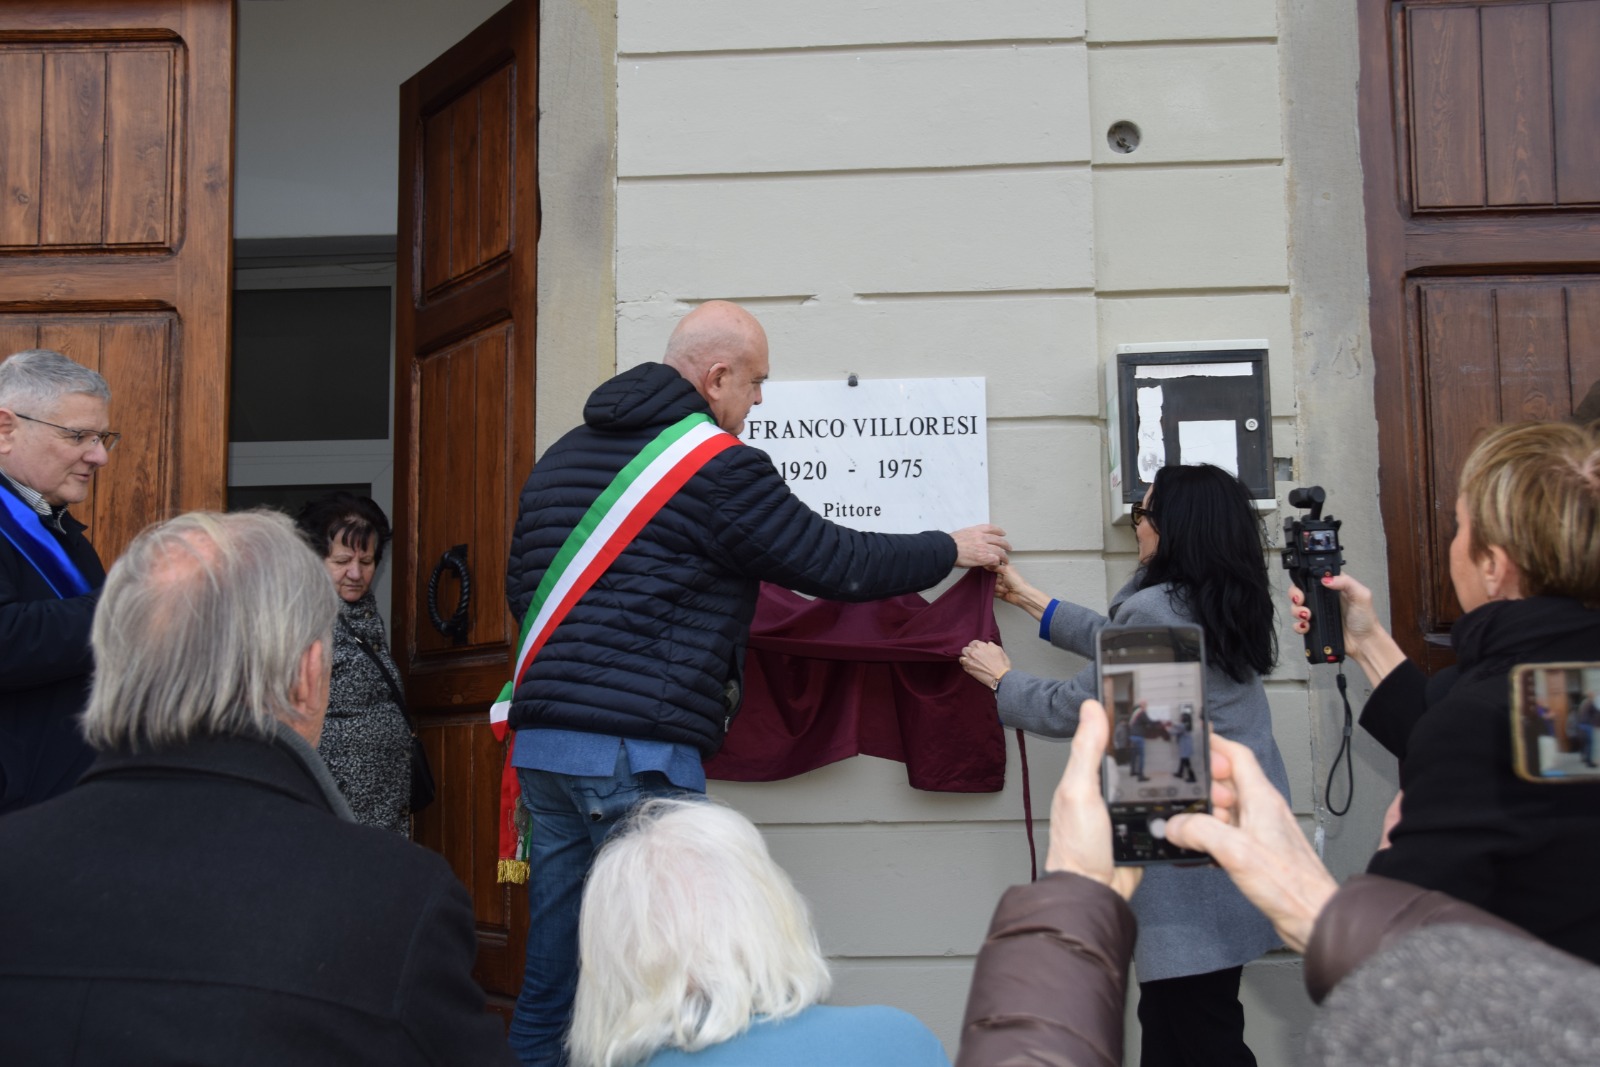 FRANCO VILLORESI
1920 - 1975
Pittore